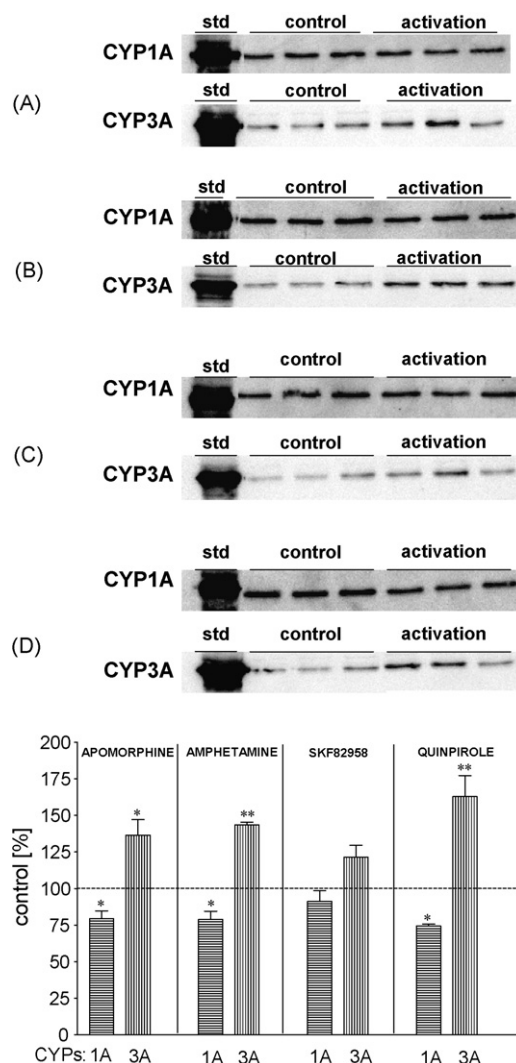 std control activation
CYP1A
std control activation
(A)
CYP3A
std control activation
CYP1A
(B)
std control activation
CYP3A
std control activation
CYP1A
(C)
std control activation
CYP3A
std control activation
CYP1A
(D)
std control activation
CYP3A
APOMORPHINE AMPHETAMINE SKF82958 QUINPIROLE
control [%]
200
175
150
125
100
75
50
25
0
* * * ** * **
CYPs: 1A 3A 1A 3A 1A 3A 1A 3A